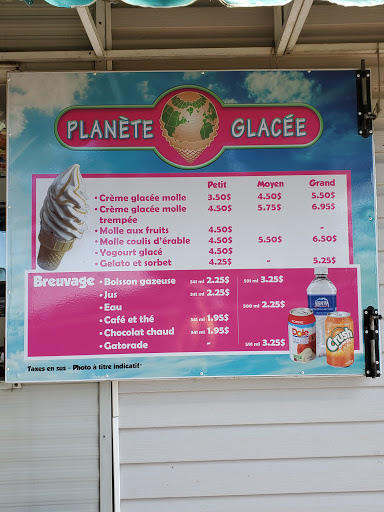 PLANÈTE GLACÉE
Petit Moyen Grand
• Crème glacée molle 3.50$ 4.50$ 5.50$
• Crème glacée molle trempée 4.50$ 5.75$ 6.95$
• Molle aux fruits 4.50$ -
• Molle coulis d'érable 4.50$ 5.50$ 6.50$
• Yogourt glacé 4.50$
• Gelato et sorbet 4.25$ - 5.25$
Breuvage • Boisson gazeuse 341 ml 2.25$ 591 ml 3.25$
• Jus 341 ml 2.25$
• Eau 500 ml 2.25$
• Café et thé 1.95$
• Chocolat chaud 1.95$
• Gatorade - 591 ml 3.25$
Dole
Crush
Taxes en sus - Photo à titre indicatif